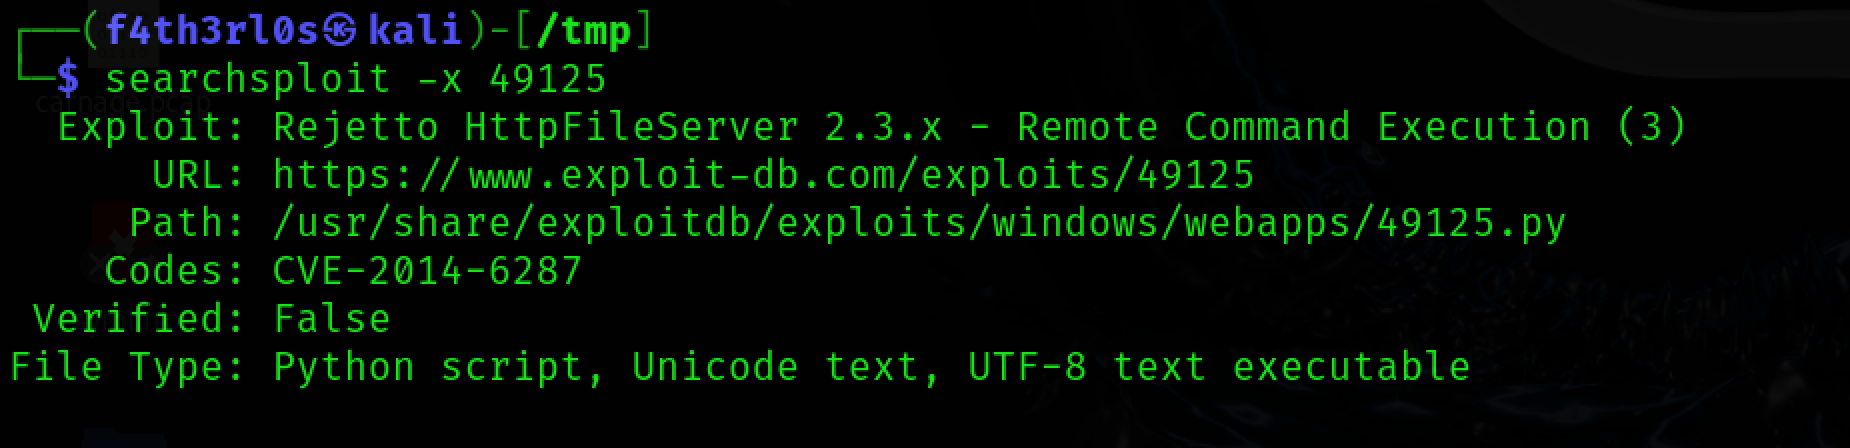 ┌──(f4th3rl0s㉿kali)-[/tmp]
└─$ searchsploit -x 49125
carnage.pcap
Exploit: Rejetto HttpFileServer 2.3.x - Remote Command Execution (3)
URL: https://www.exploit-db.com/exploits/49125
Path: /usr/share/exploitdb/exploits/windows/webapps/49125.py
Codes: CVE-2014-6287
Verified: False
File Type: Python script, Unicode text, UTF-8 text executable